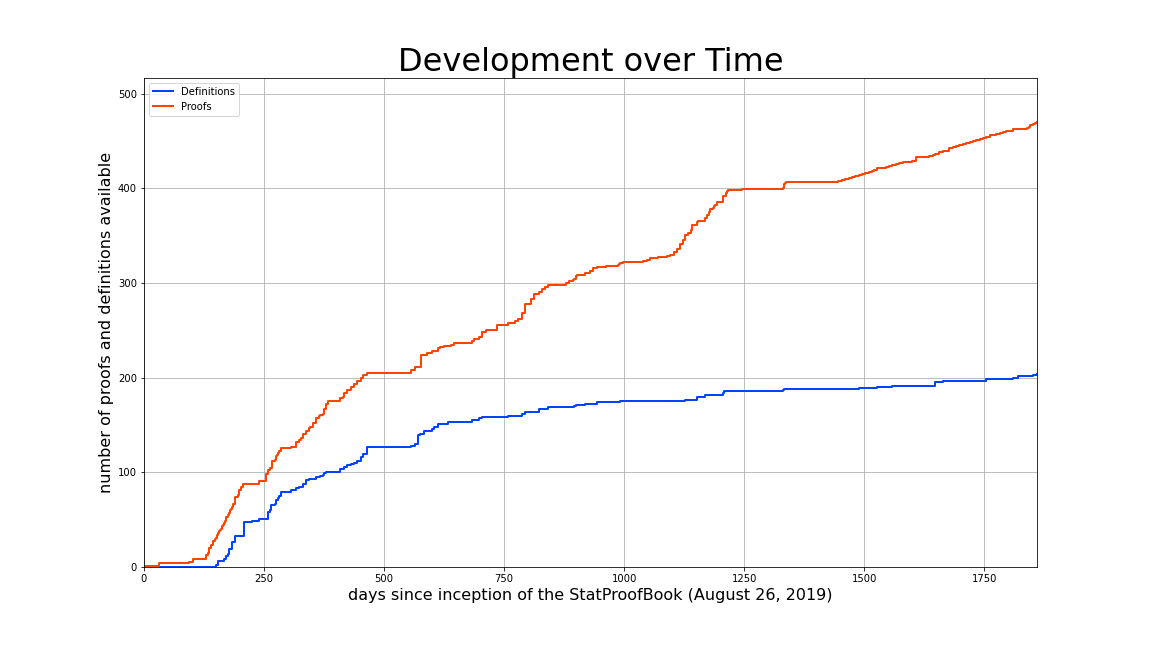 Development over Time
Definitions
Proofs
number of proofs and definitions available
500
400
300
200
100
0
0 250 500 750 1000 1250 1500 1750
days since inception of the StatProofBook (August 26, 2019)